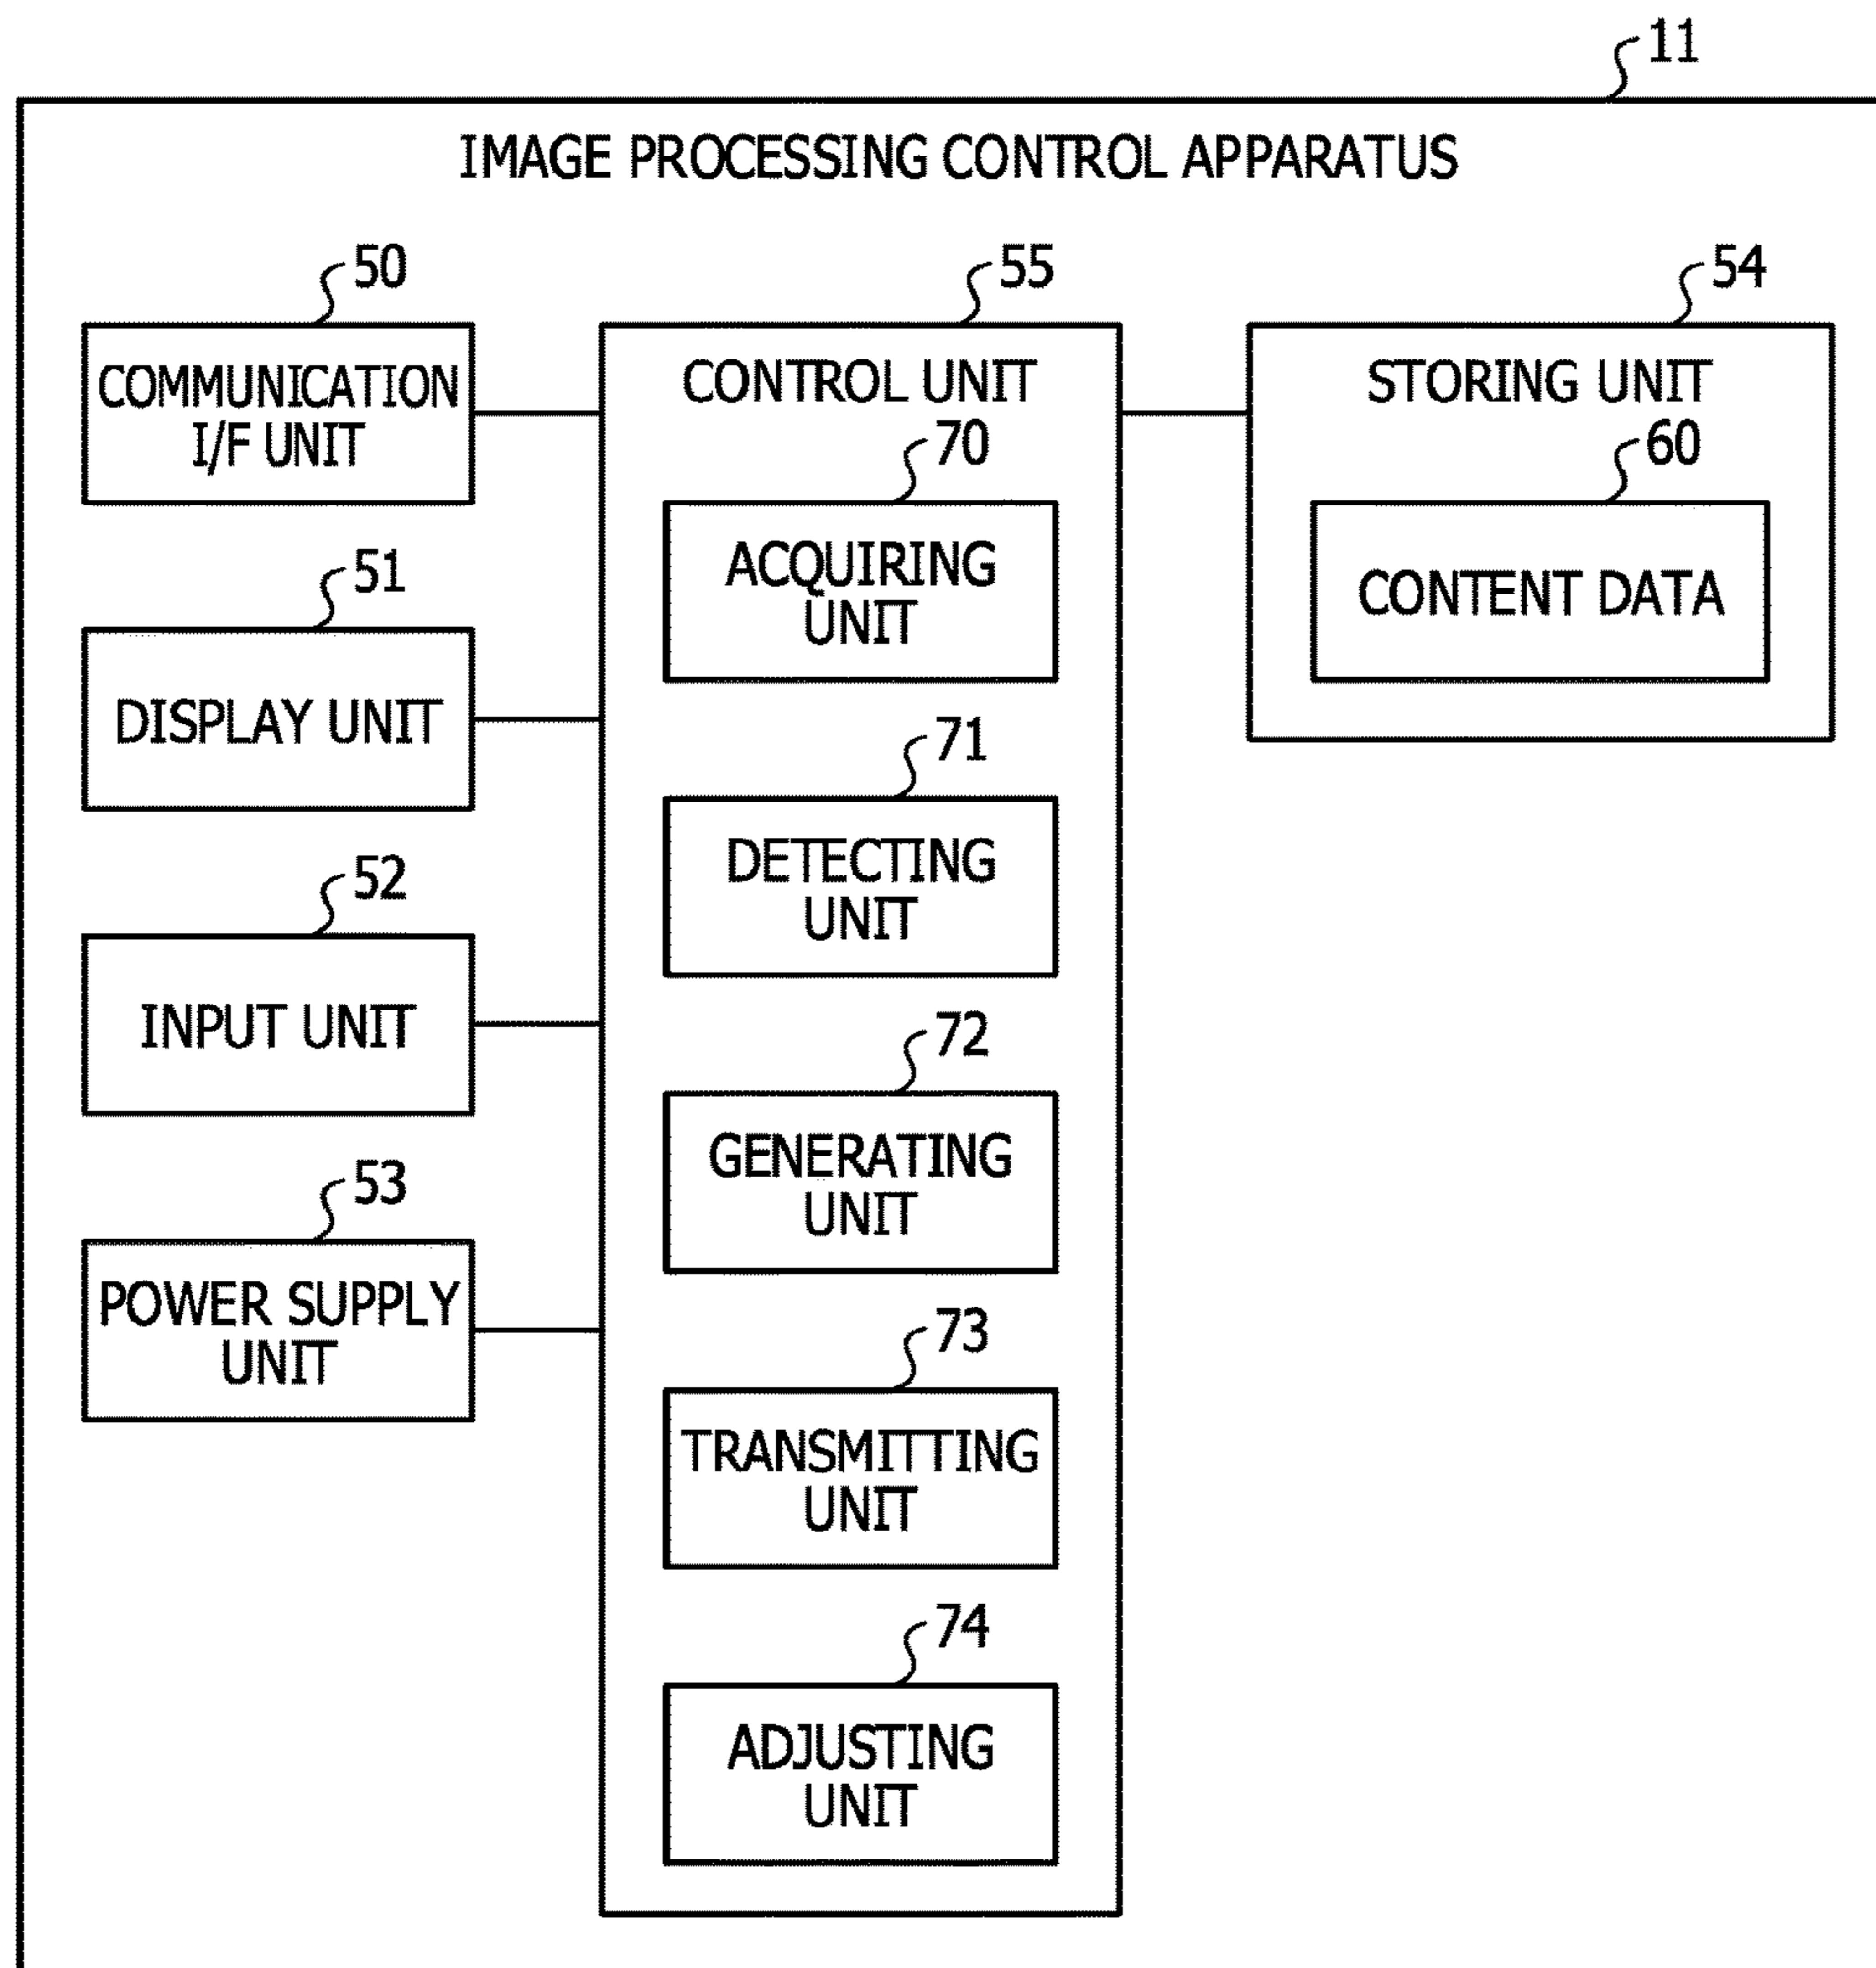 11
IMAGE PROCESSING CONTROL APPARATUS
50
COMMUNICATION
I/F UNIT
51
DISPLAY UNIT
52
INPUT UNIT
53
POWER SUPPLY
UNIT
55
CONTROL UNIT
70
ACQUIRING
UNIT
71
DETECTING
UNIT
72
GENERATING
UNIT
73
TRANSMITTING
UNIT
74
ADJUSTING
UNIT
54
STORING UNIT
60
CONTENT DATA